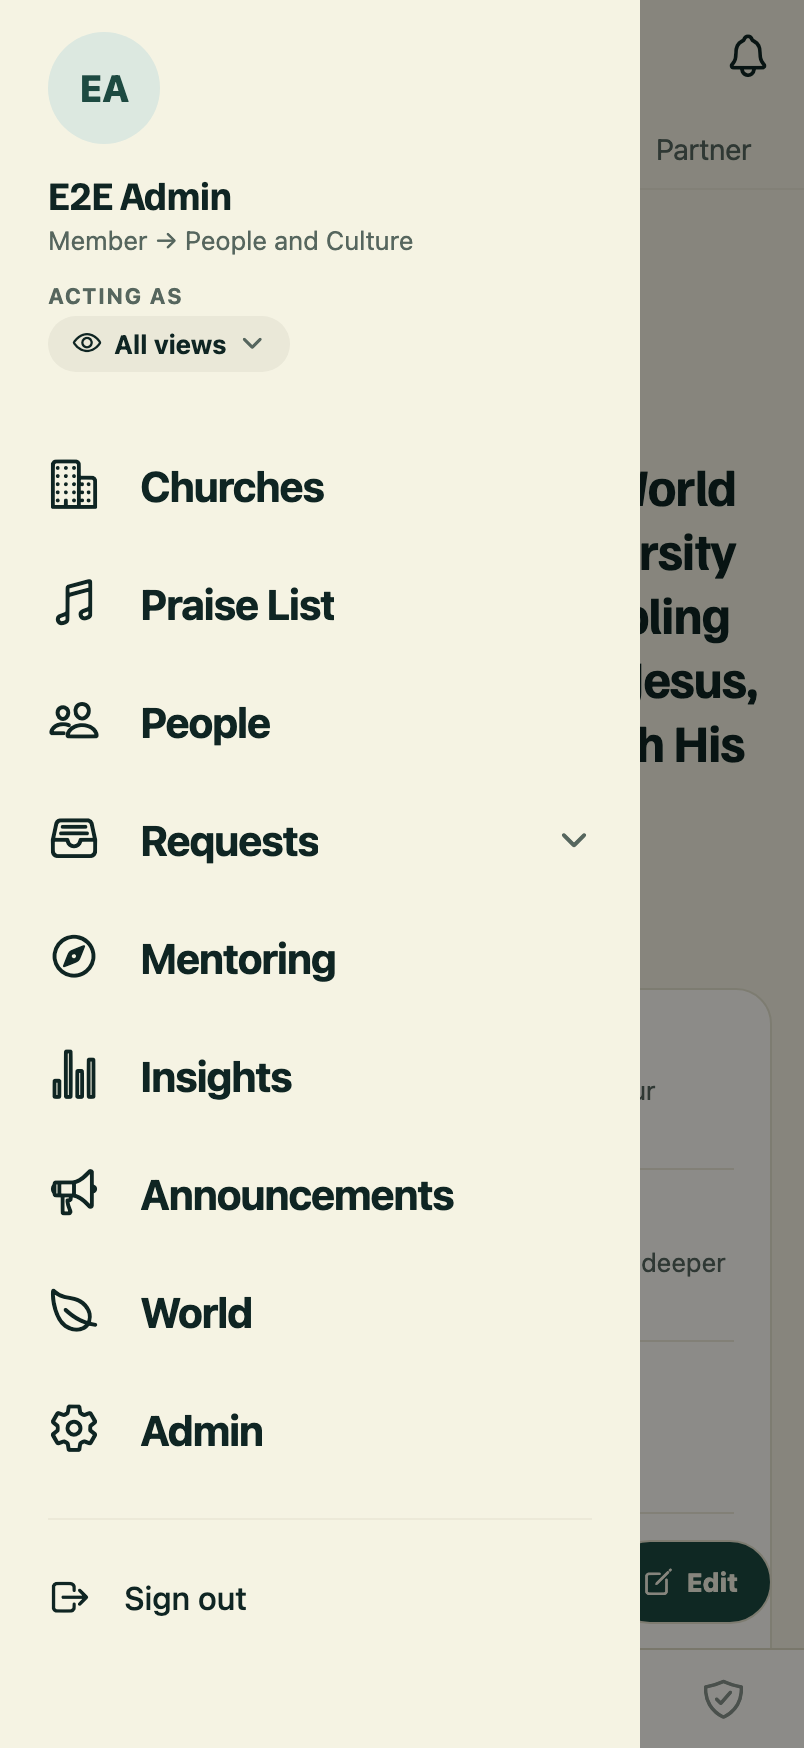 EA
Partner
E2E Admin
Member → People and Culture
ACTING AS
All views
Churches
Praise List
People
Requests
Mentoring
Insights
Announcements
World
Admin
Sign out
His
deeper
Edit